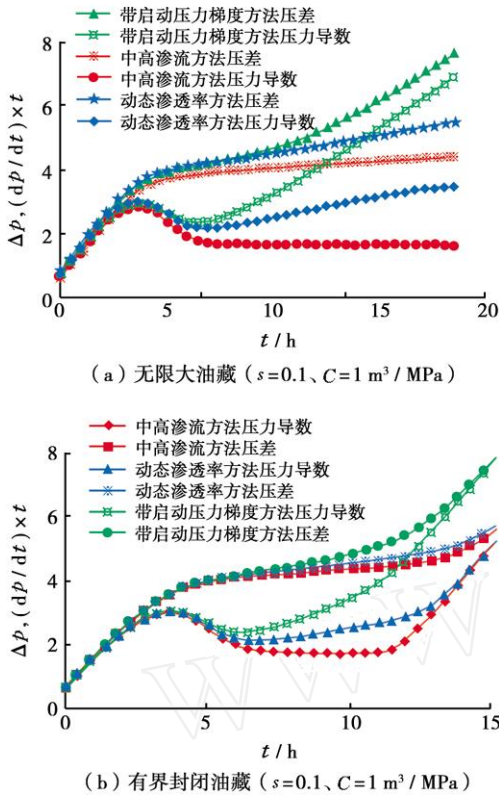 带启动压力梯度方法压差
带启动压力梯度方法压力导数
中高渗流方法压差
中高渗流方法压力导数
动态渗透率方法压差
动态渗透率方法压力导数
Δp, (dp/dt)×t
8
6
4
2
0
0 5 10 15 20
t / h
(a) 无限大油藏 (s=0.1、C=1 m³/MPa)
中高渗流方法压力导数
中高渗流方法压差
动态渗透率方法压力导数
动态渗透率方法压差
带启动压力梯度方法压力导数
带启动压力梯度方法压差
Δp, (dp/dt)×t
8
6
4
2
0
0 5 10 15
t / h
(b) 有界封闭油藏 (s=0.1、C=1 m³/MPa)
WWW